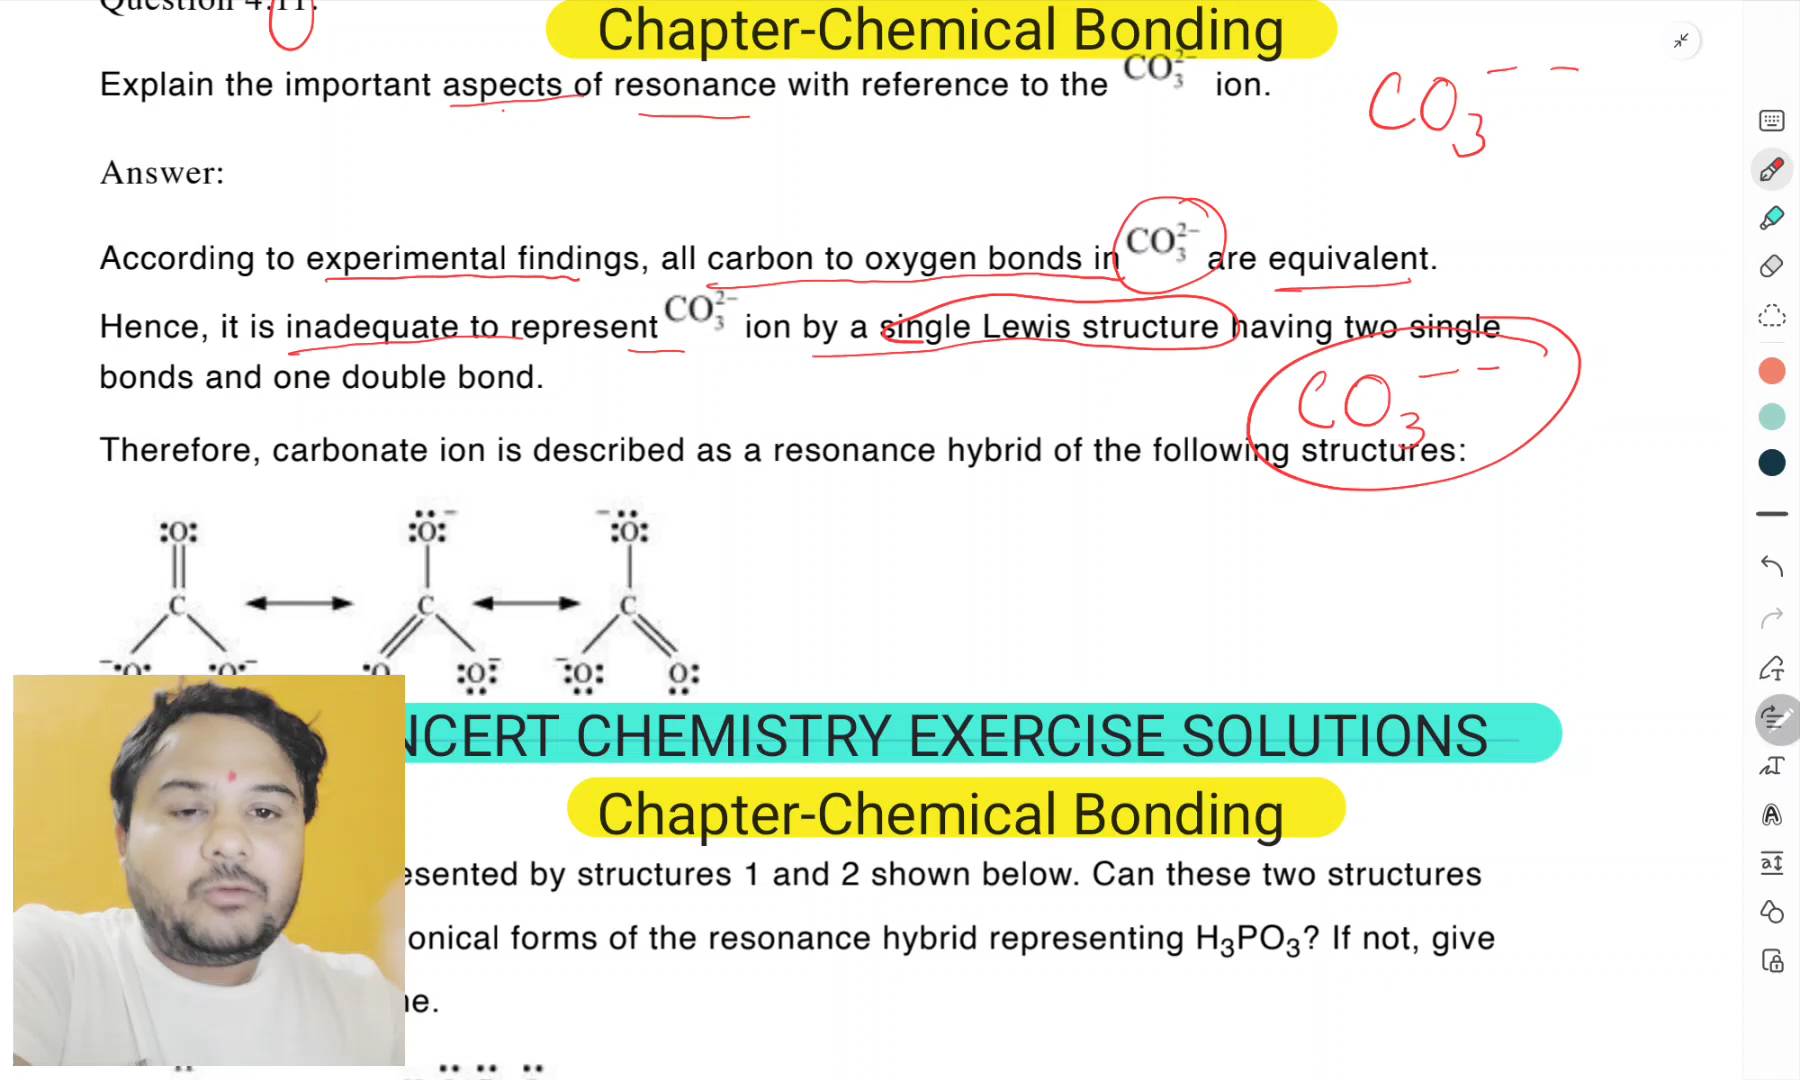 Question 4.11:
Chapter-Chemical Bonding
Explain the important aspects of resonance with reference to the CO₃²⁻ ion.
CO₃⁻⁻
Answer:
According to experimental findings, all carbon to oxygen bonds in CO₃²⁻ are equivalent.
Hence, it is inadequate to represent CO₃²⁻ ion by a single Lewis structure having two single
bonds and one double bond.
CO₃⁻⁻
Therefore, carbonate ion is described as a resonance hybrid of the following structures:
:O: :O:⁻ ⁻:O:
C C C
⁻:O: :O:⁻ :O :O:⁻ ⁻:O: O:
NCERT CHEMISTRY EXERCISE SOLUTIONS
Chapter-Chemical Bonding
esented by structures 1 and 2 shown below. Can these two structures
onical forms of the resonance hybrid representing H₃PO₃? If not, give
ne.